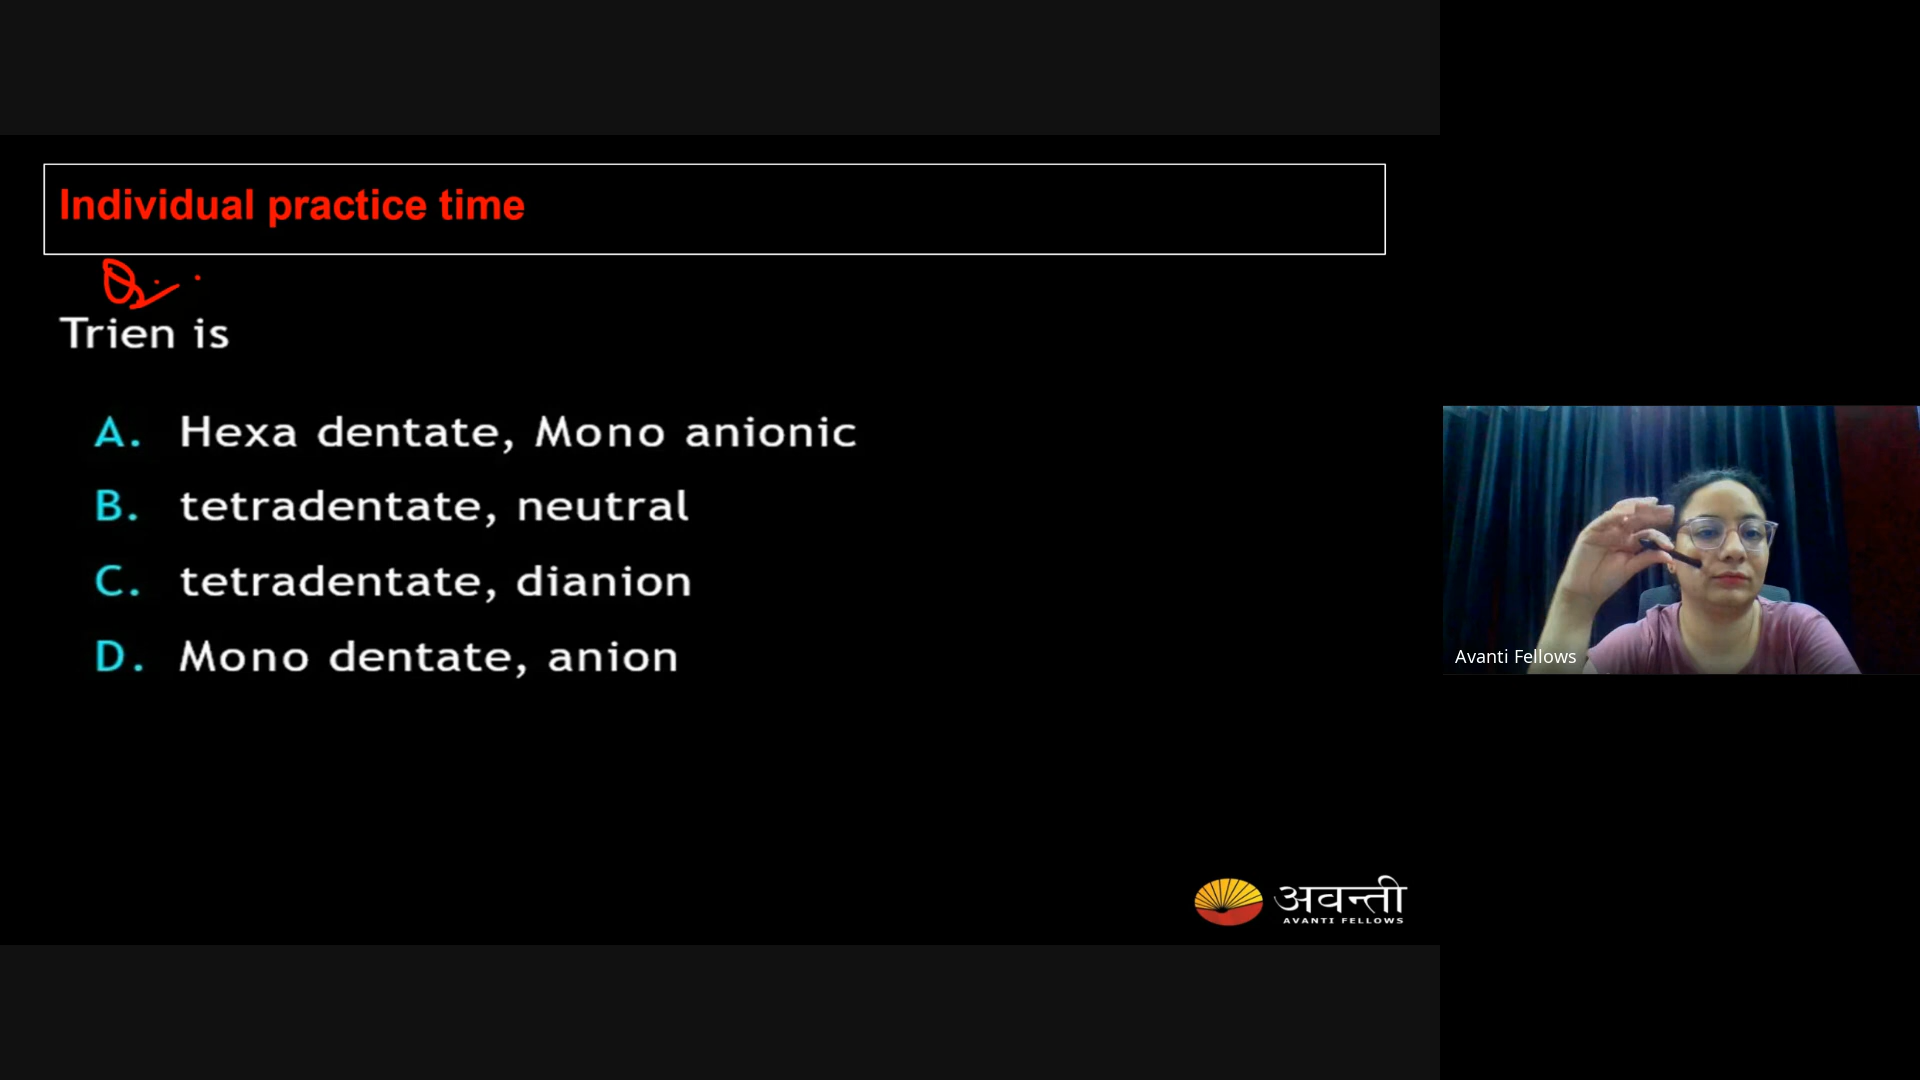 Individual practice time
Q.
Trien is
A. Hexa dentate, Mono anionic
B. tetradentate, neutral
C. tetradentate, dianion
D. Mono dentate, anion
Avanti Fellows
अवन्ती
AVANTI FELLOWS